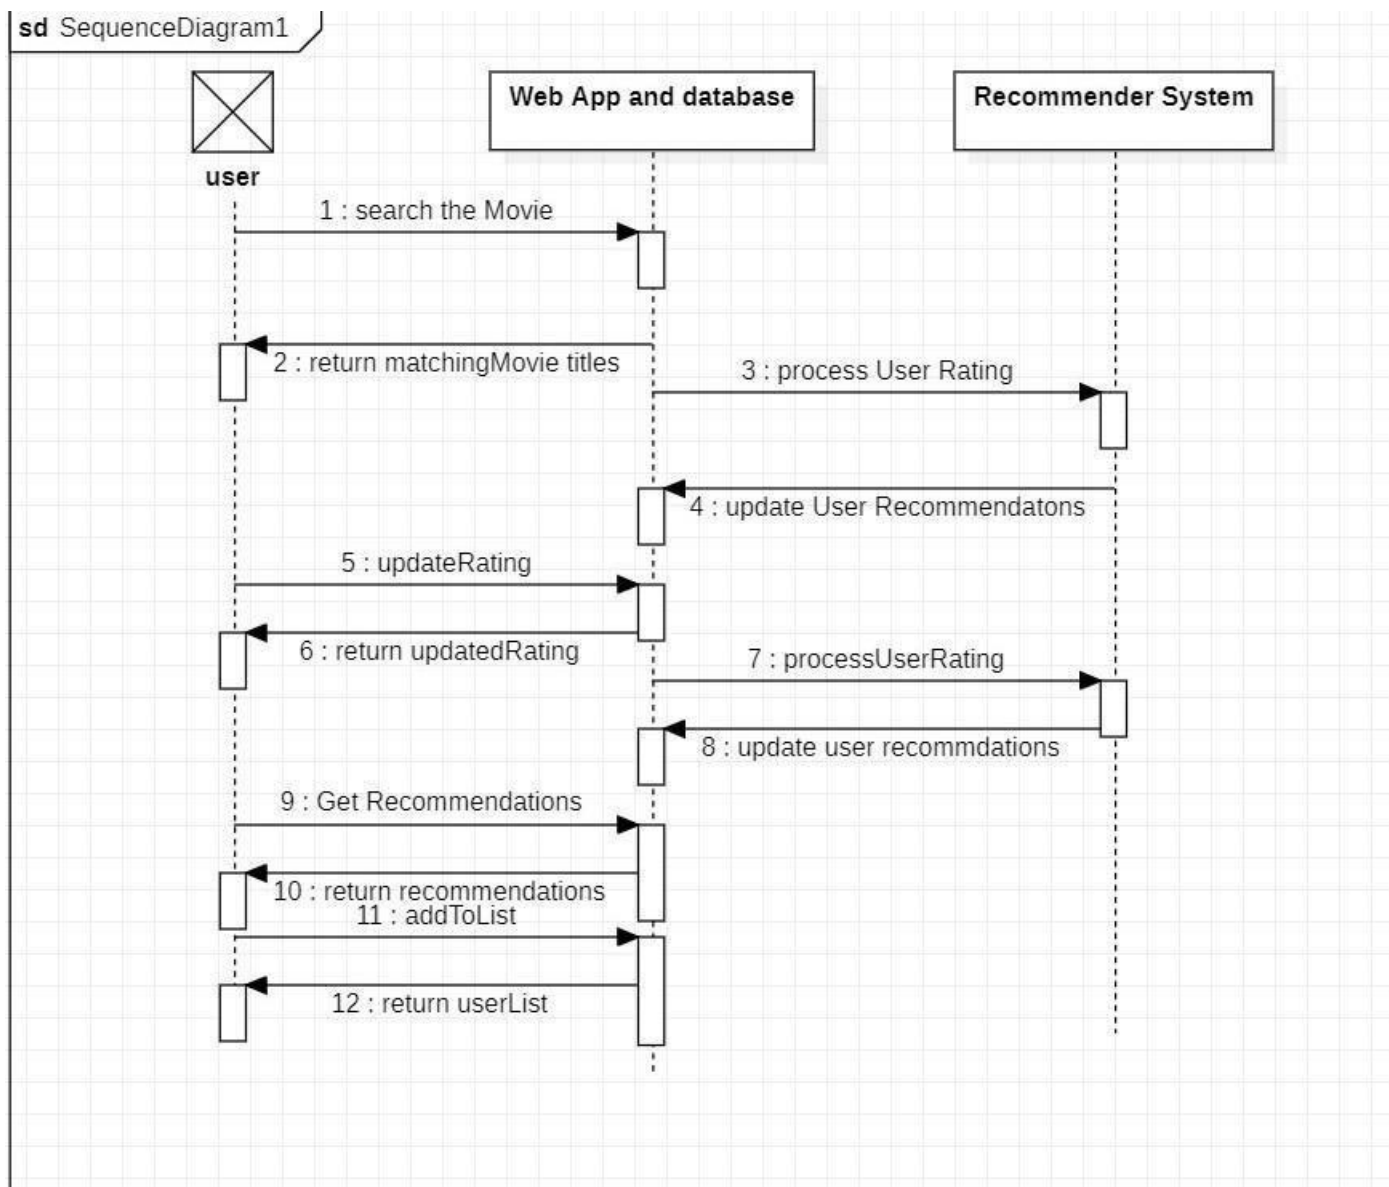 sd SequenceDiagram1
Web App and database
Recommender System
user
1 : search the Movie
2 : return matchingMovie titles
3 : process User Rating
4 : update User Recommendatons
5 : updateRating
6 : return updatedRating
7 : processUserRating
8 : update user recommdations
9 : Get Recommendations
10 : return recommendations
11 : addToList
12 : return userList